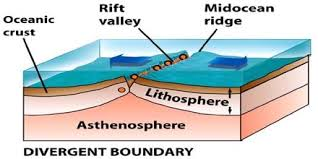 Oceanic
crust
Rift
valley
Midocean
ridge
Lithosphere
Asthenosphere
DIVERGENT BOUNDARY